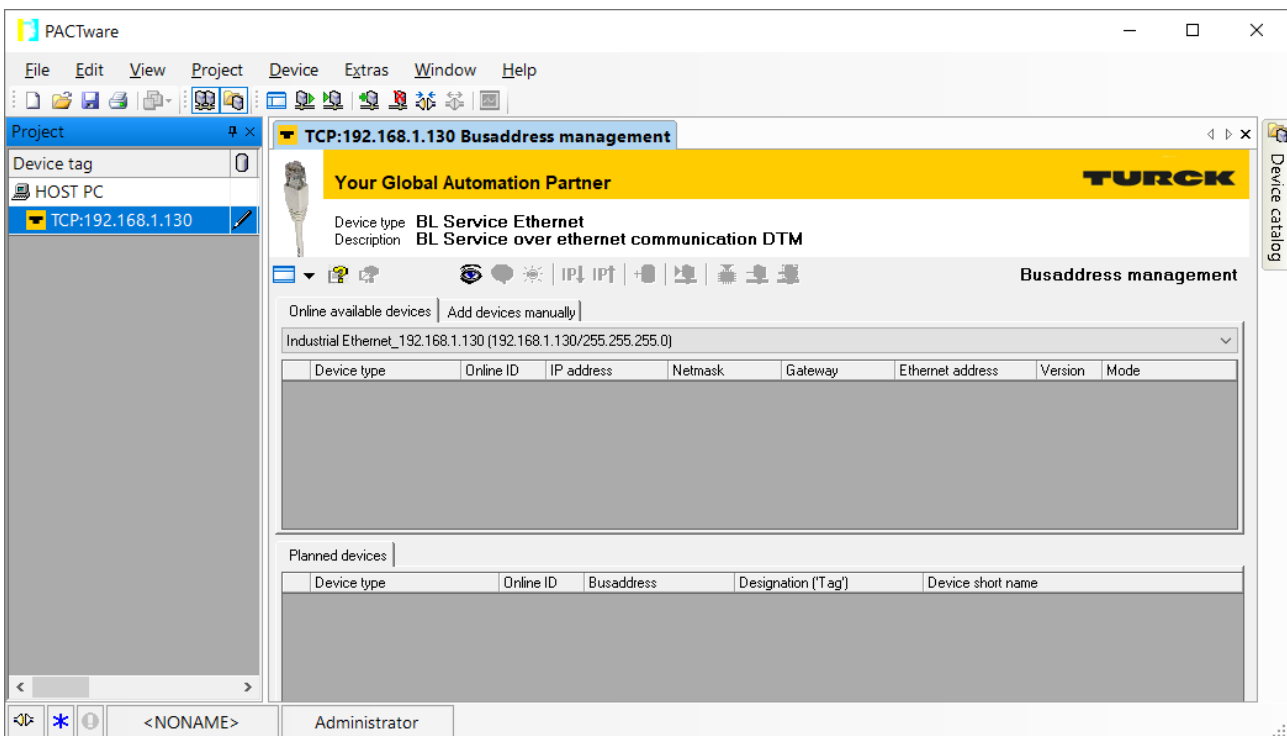 PACTware
File Edit View Project Device Extras Window Help
Project
TCP:192.168.1.130 Busaddress management
Device tag
HOST PC
TCP:192.168.1.130
Your Global Automation Partner
TURCK
Device type BL Service Ethernet
Description BL Service over ethernet communication DTM
IP IP
Busaddress management
Online available devices Add devices manually
Industrial Ethernet_192.168.1.130 (192.168.1.130/255.255.255.0)
Device type Online ID IP address Netmask Gateway Ethernet address Version Mode
Planned devices
Device type Online ID Busaddress Designation ('Tag') Device short name
Device catalog
<NONAME> Administrator